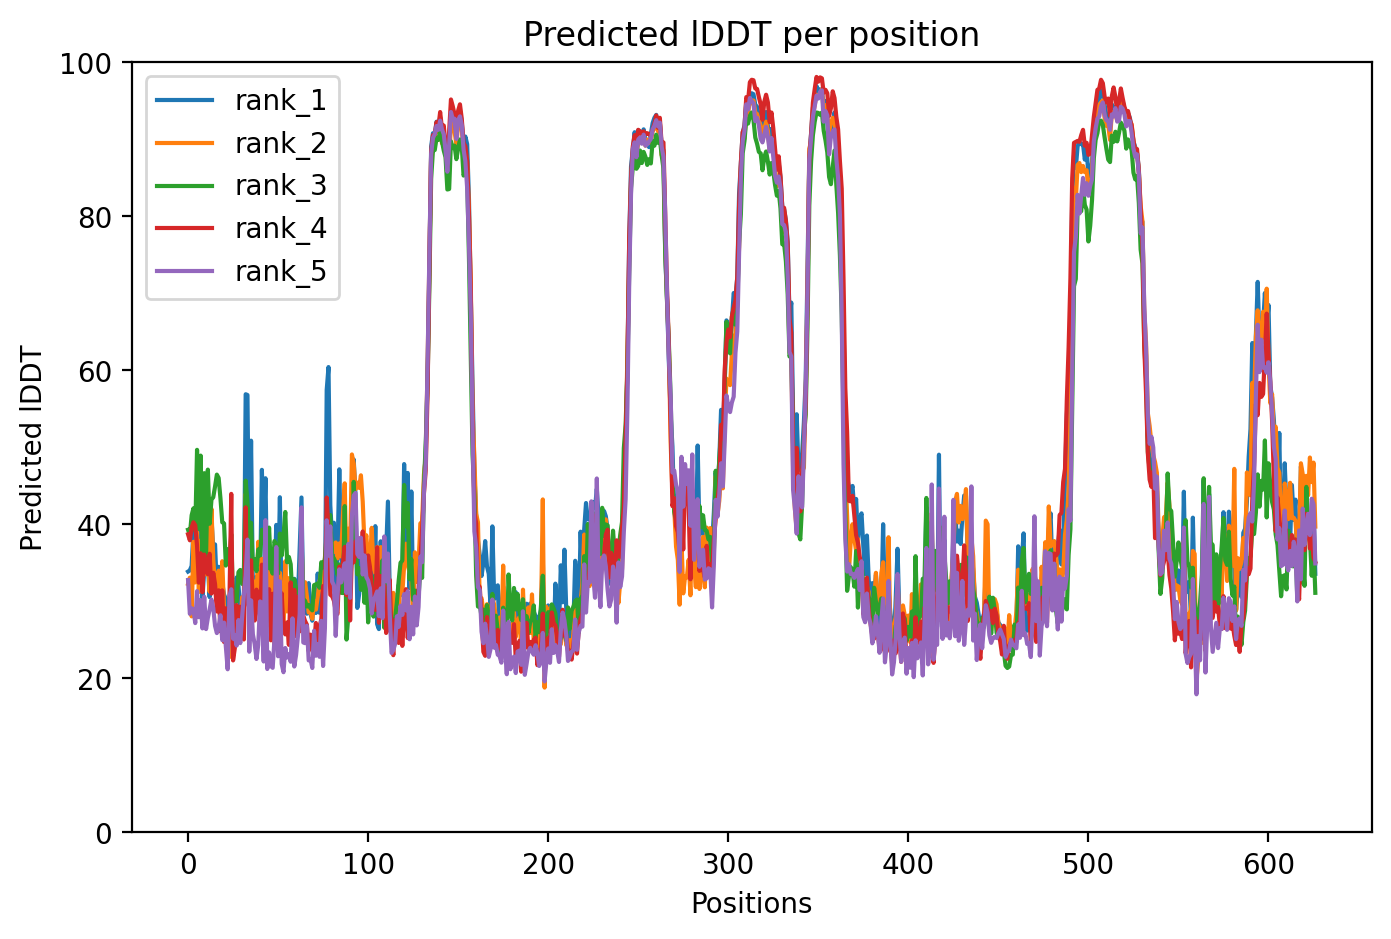 Predicted lDDT per position
100
80
60
40
20
0
Predicted lDDT
rank_1
rank_2
rank_3
rank_4
rank_5
0 100 200 300 400 500 600
Positions